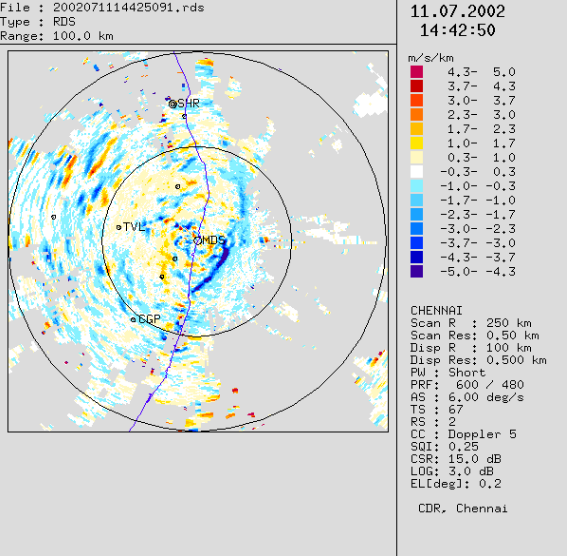 File : 2002071114425091.rds
Type : RDS
Range: 100.0 km
11.07.2002
14:42:50
m/s/km
4.3- 5.0
3.7- 4.3
3.0- 3.7
2.3- 3.0
1.7- 2.3
1.0- 1.7
0.3- 1.0
-0.3- 0.3
-1.0- -0.3
-1.7- -1.0
-2.3- -1.7
-3.0- -2.3
-3.7- -3.0
-4.3- -3.7
-5.0- -4.3
SHR
TVL
MDS
CGP
CHENNAI
Scan R : 250 km
Scan Res: 0.50 km
Disp R : 100 km
Disp Res: 0.500 km
PW : Short
PRF: 600 / 480
AS : 6.00 deg/s
TS : 67
RS : 2
CC : Doppler 5
SQI: 0.25
CSR: 15.0 dB
LOG: 3.0 dB
EL[deg]: 0.2
CDR, Chennai